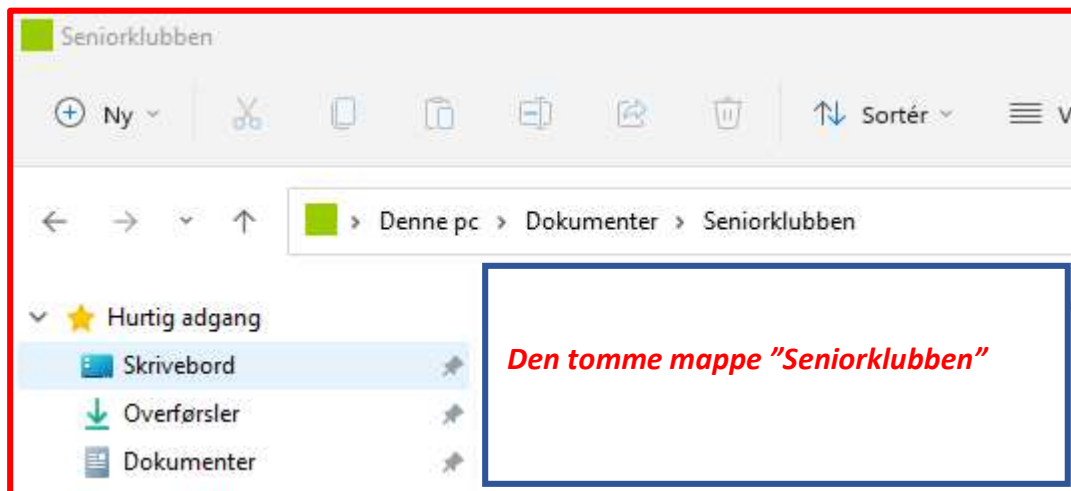 Seniorklubben
Ny Sortér V
Denne pc > Dokumenter > Seniorklubben
Hurtig adgang
Skrivebord
Overførsler
Dokumenter
Den tomme mappe ”Seniorklubben”